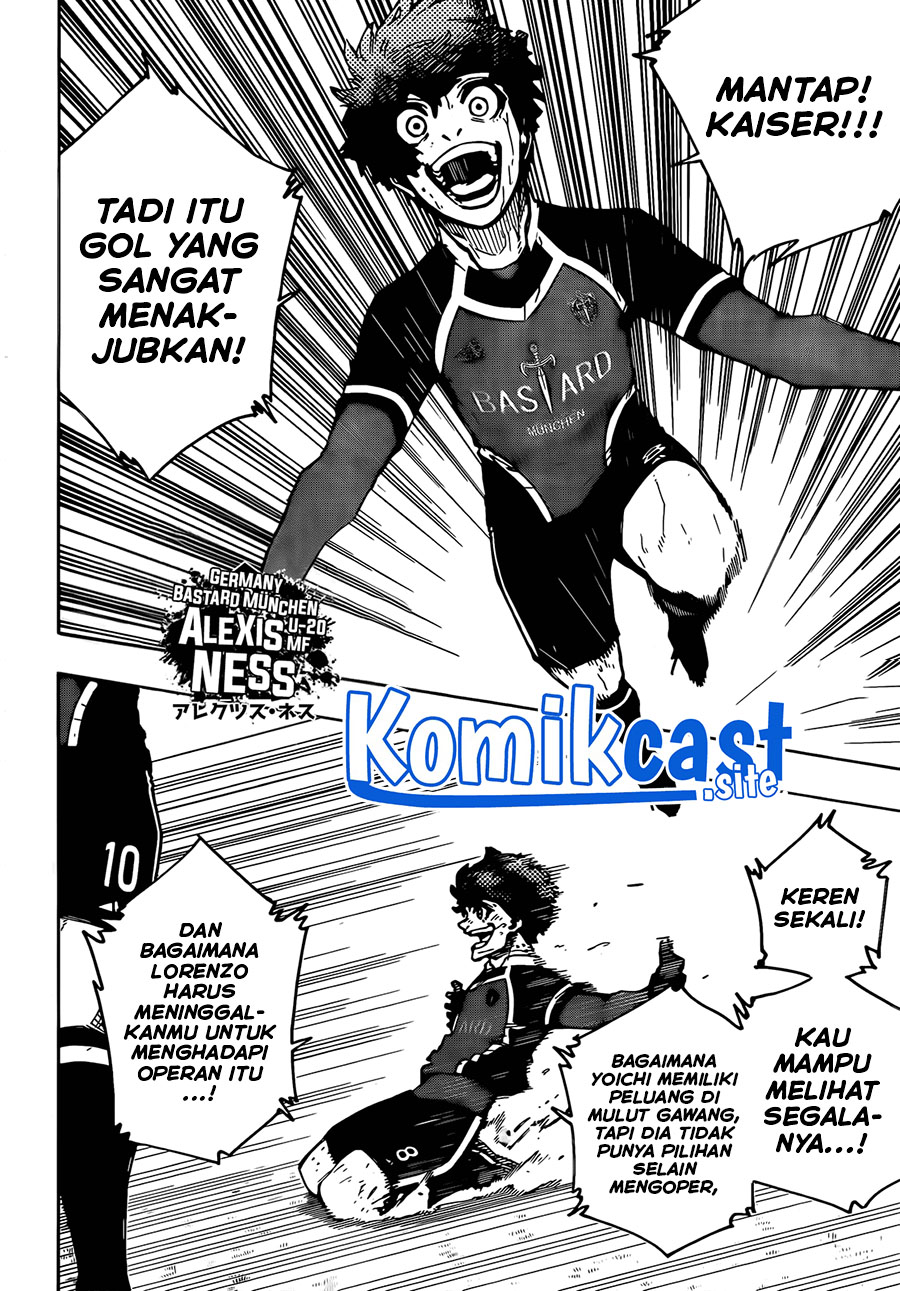 MANTAP!
KAISER!!!
TADI ITU
GOL YANG
SANGAT
MENAK-
JUBKAN!
BASTARD
MÜNCHEN
GERMANY
BASTARD MÜNCHEN
ALEXIS U-20
MF
NESS
アレクシス・ネス
Komikcast
.site
KEREN
SEKALI!
KAU
MAMPU
MELIHAT
SEGALA-
NYA...!
BAGAIMANA
YOICHI MEMILIKI
PELUANG DI
MULUT GAWANG,
TAPI DIA TIDAK
PUNYA PILIHAN
SELAIN
MENGOPER,
ARD
8
10
DAN
BAGAIMANA
LORENZO
HARUS
MENINGGAL-
KANMU UNTUK
MENGHADAPI
OPERAN ITU
...!